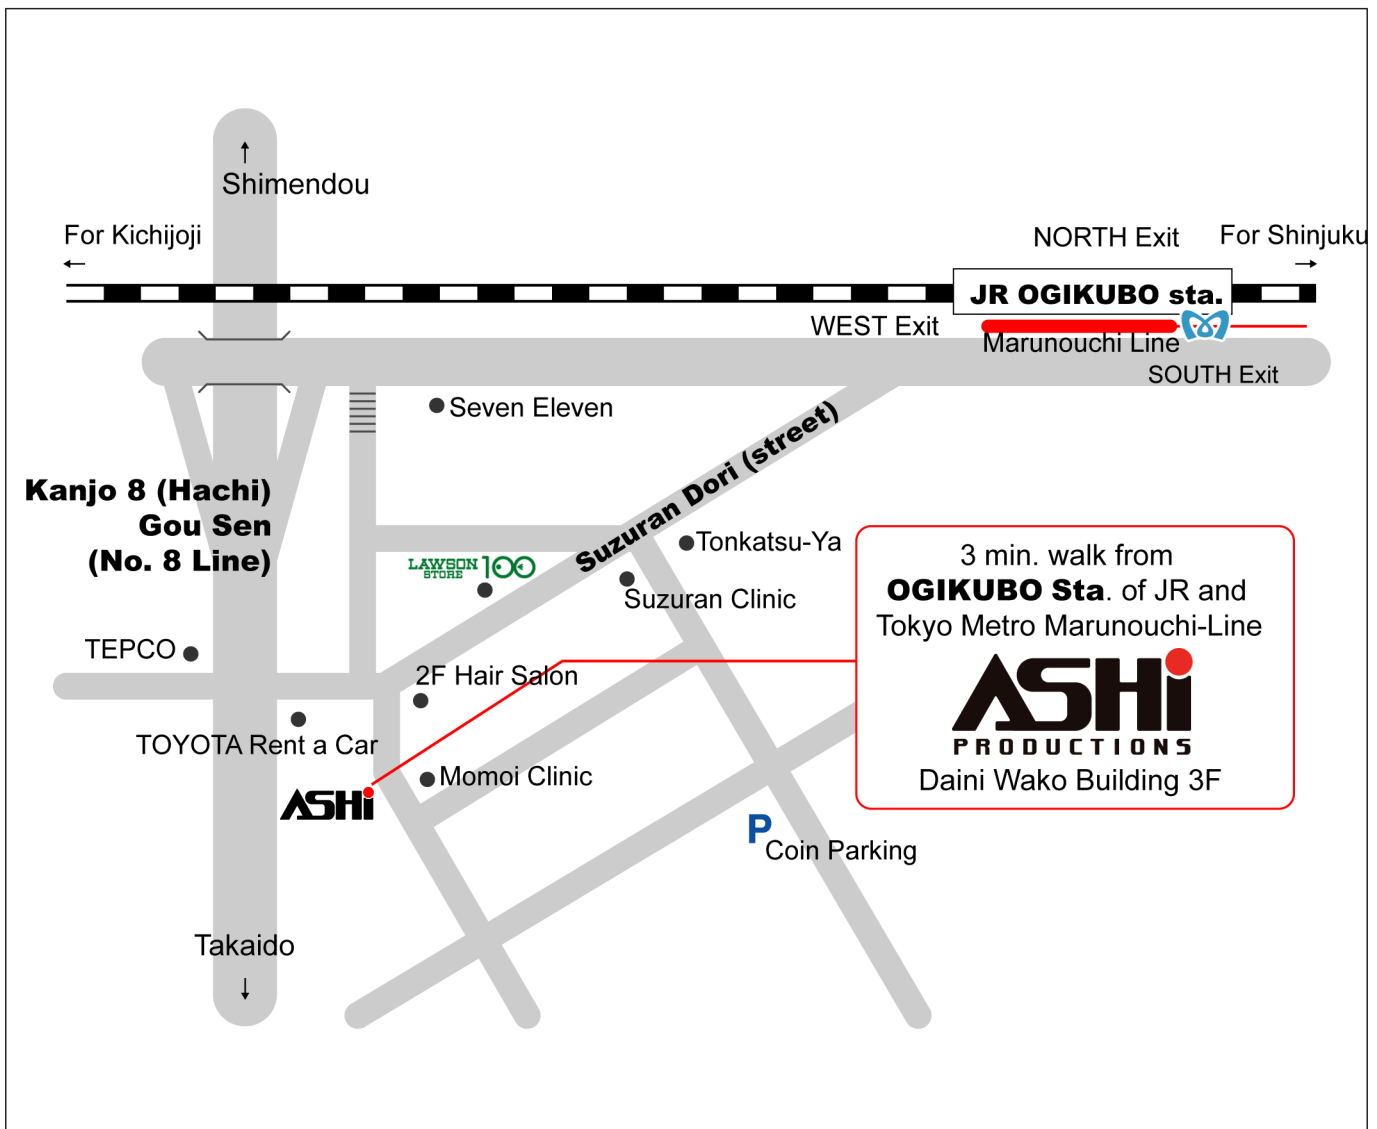 Shimendou
For Kichijoji
NORTH Exit
For Shinjuku
JR OGIKUBO sta.
WEST Exit
Marunouchi Line
SOUTH Exit
Seven Eleven
Suzuran Dori (street)
Kanjo 8 (Hachi)
Gou Sen
(No. 8 Line)
LAWSON
STORE 100
Tonkatsu-Ya
Suzuran Clinic
3 min. walk from
OGIKUBO Sta. of JR and
Tokyo Metro Marunouchi-Line
ASHi
PRODUCTIONS
Daini Wako Building 3F
TEPCO
2F Hair Salon
TOYOTA Rent a Car
Momoi Clinic
ASHi
P
Coin Parking
Takaido